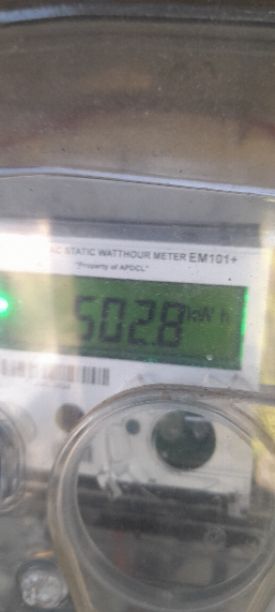 AC STATIC WATTHOUR METER EM101+
"Property of APDCL"
5028 kWh